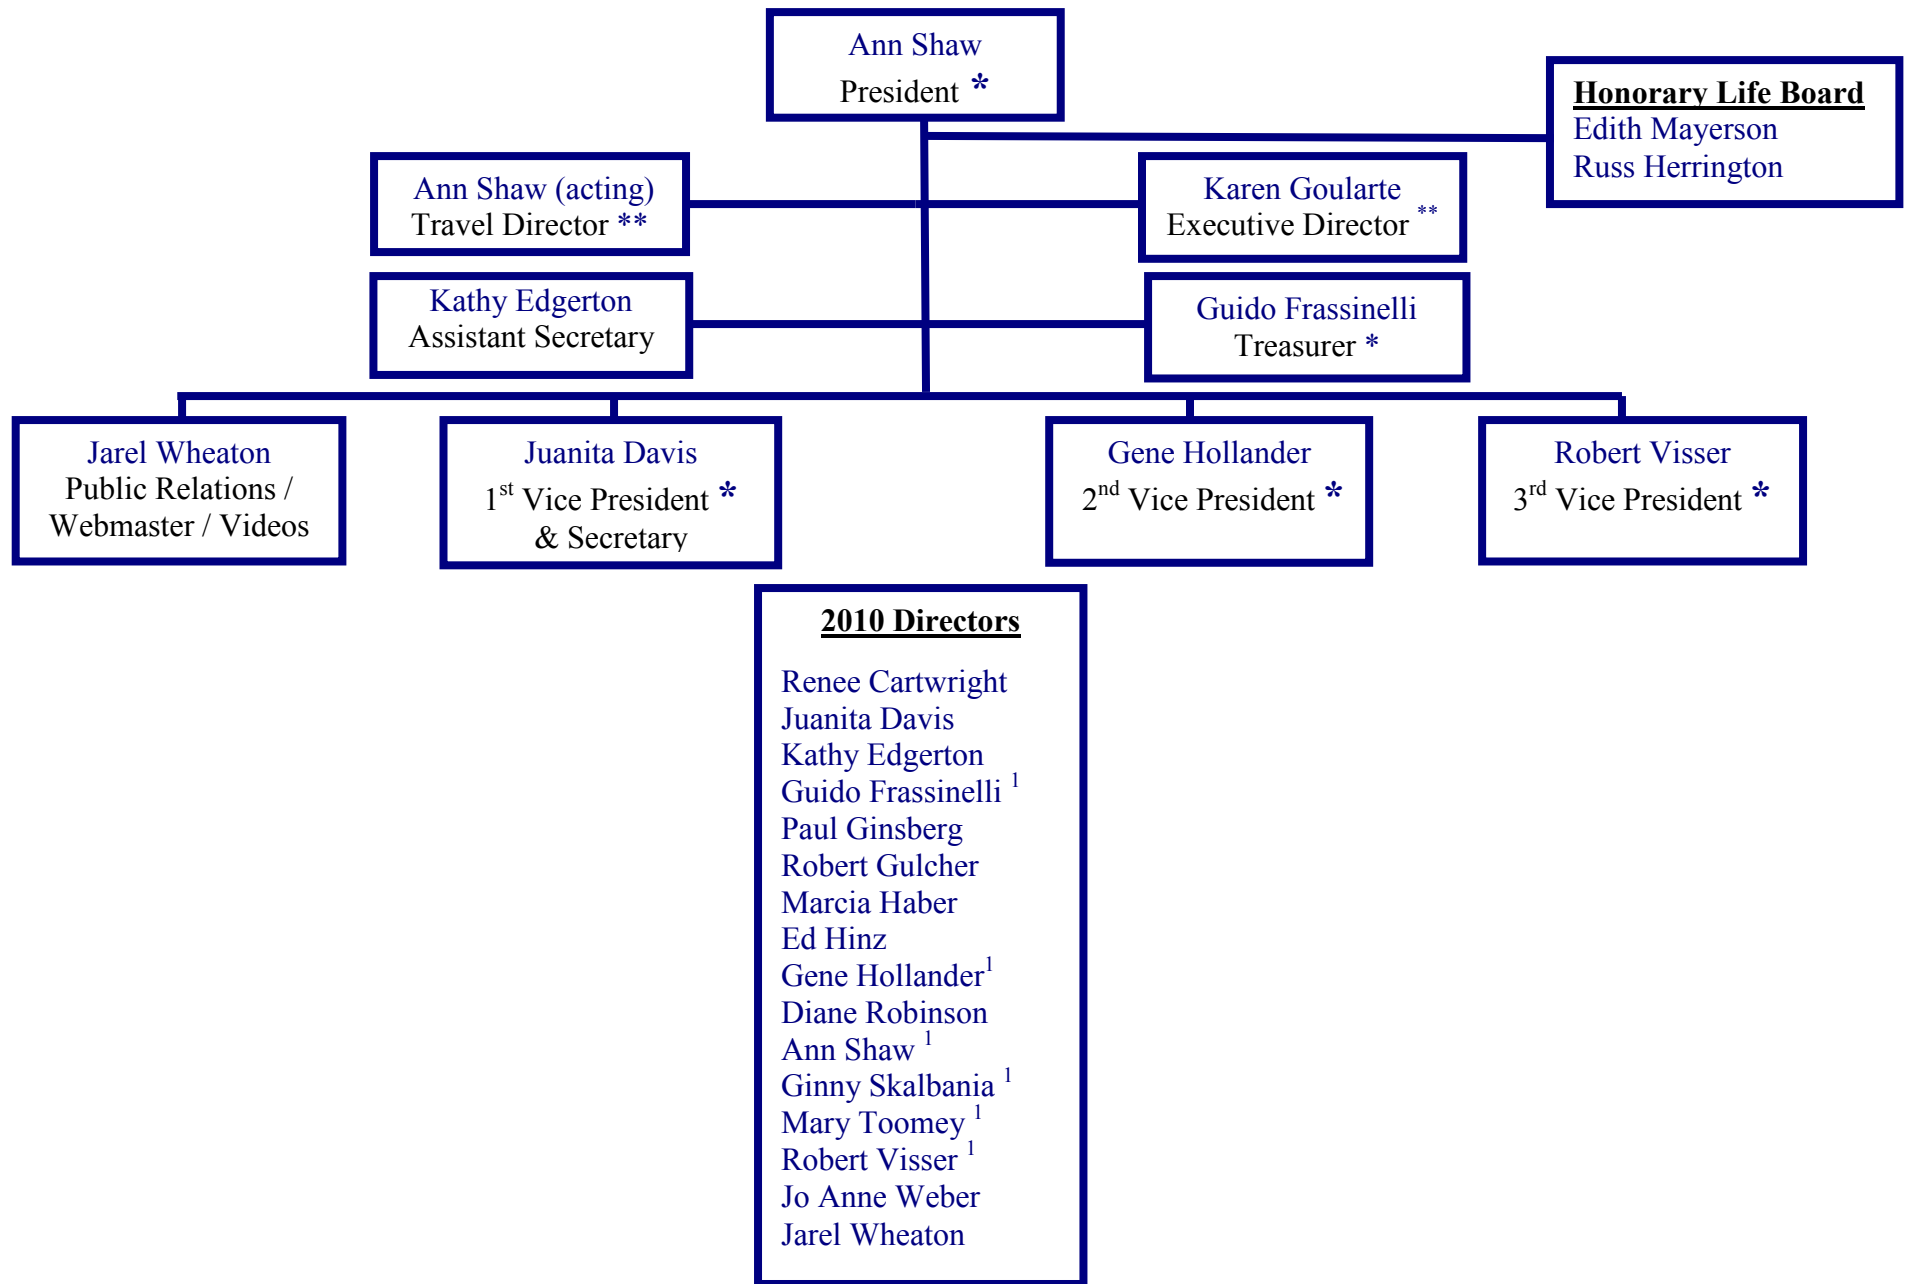 Ann Shaw
President *
Honorary Life Board
Edith Mayerson
Russ Herrington
Ann Shaw (acting)
Travel Director **
Karen Goularte
Executive Director **
Kathy Edgerton
Assistant Secretary
Guido Frassinelli
Treasurer *
Jarel Wheaton
Public Relations /
Webmaster / Videos
Juanita Davis
1st Vice President *
& Secretary
Gene Hollander
2nd Vice President *
Robert Visser
3rd Vice President *
2010 Directors
Renee Cartwright
Juanita Davis
Kathy Edgerton
Guido Frassinelli 1
Paul Ginsberg
Robert Gulcher
Marcia Haber
Ed Hinz
Gene Hollander1
Diane Robinson
Ann Shaw 1
Ginny Skalbania 1
Mary Toomey 1
Robert Visser 1
Jo Anne Weber
Jarel Wheaton